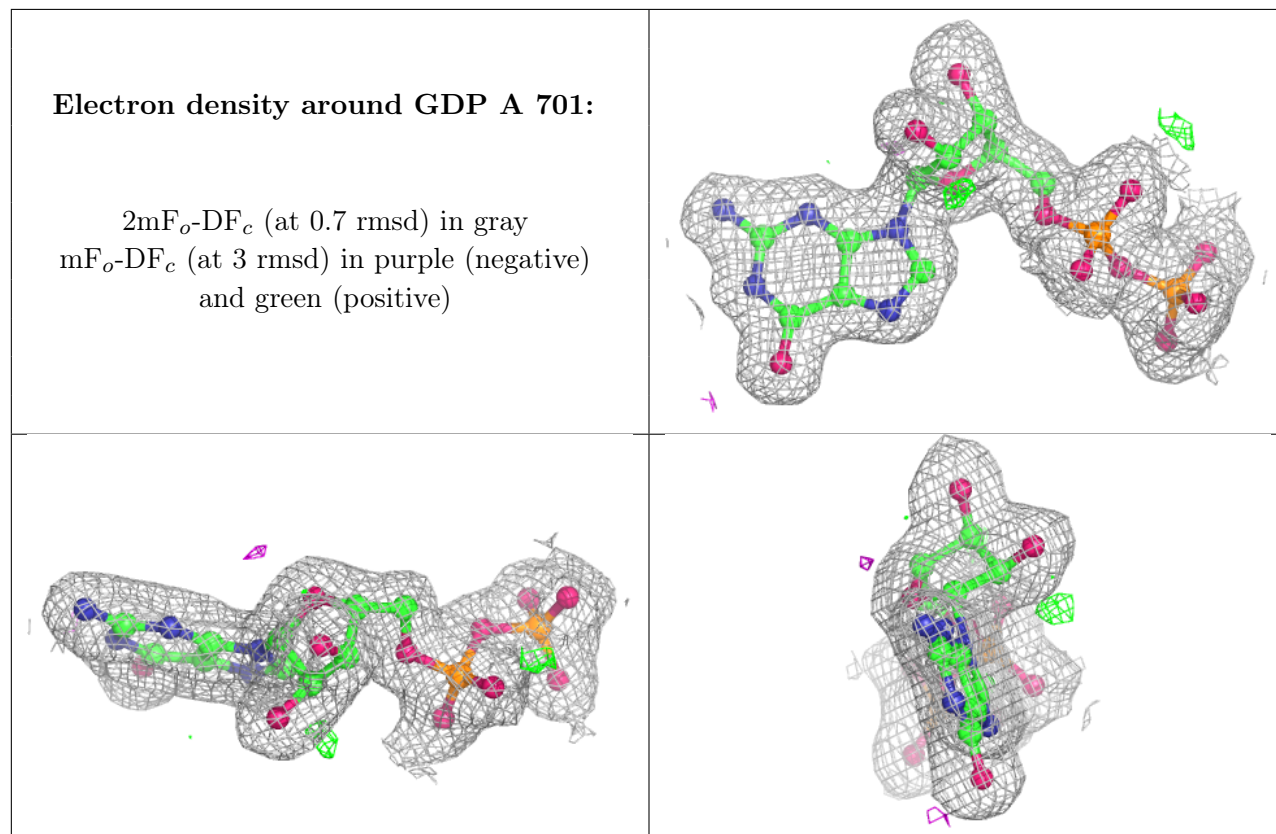 Electron density around GDP A 701:
2mFo-DFc (at 0.7 rmsd) in gray
mFo-DFc (at 3 rmsd) in purple (negative)
and green (positive)